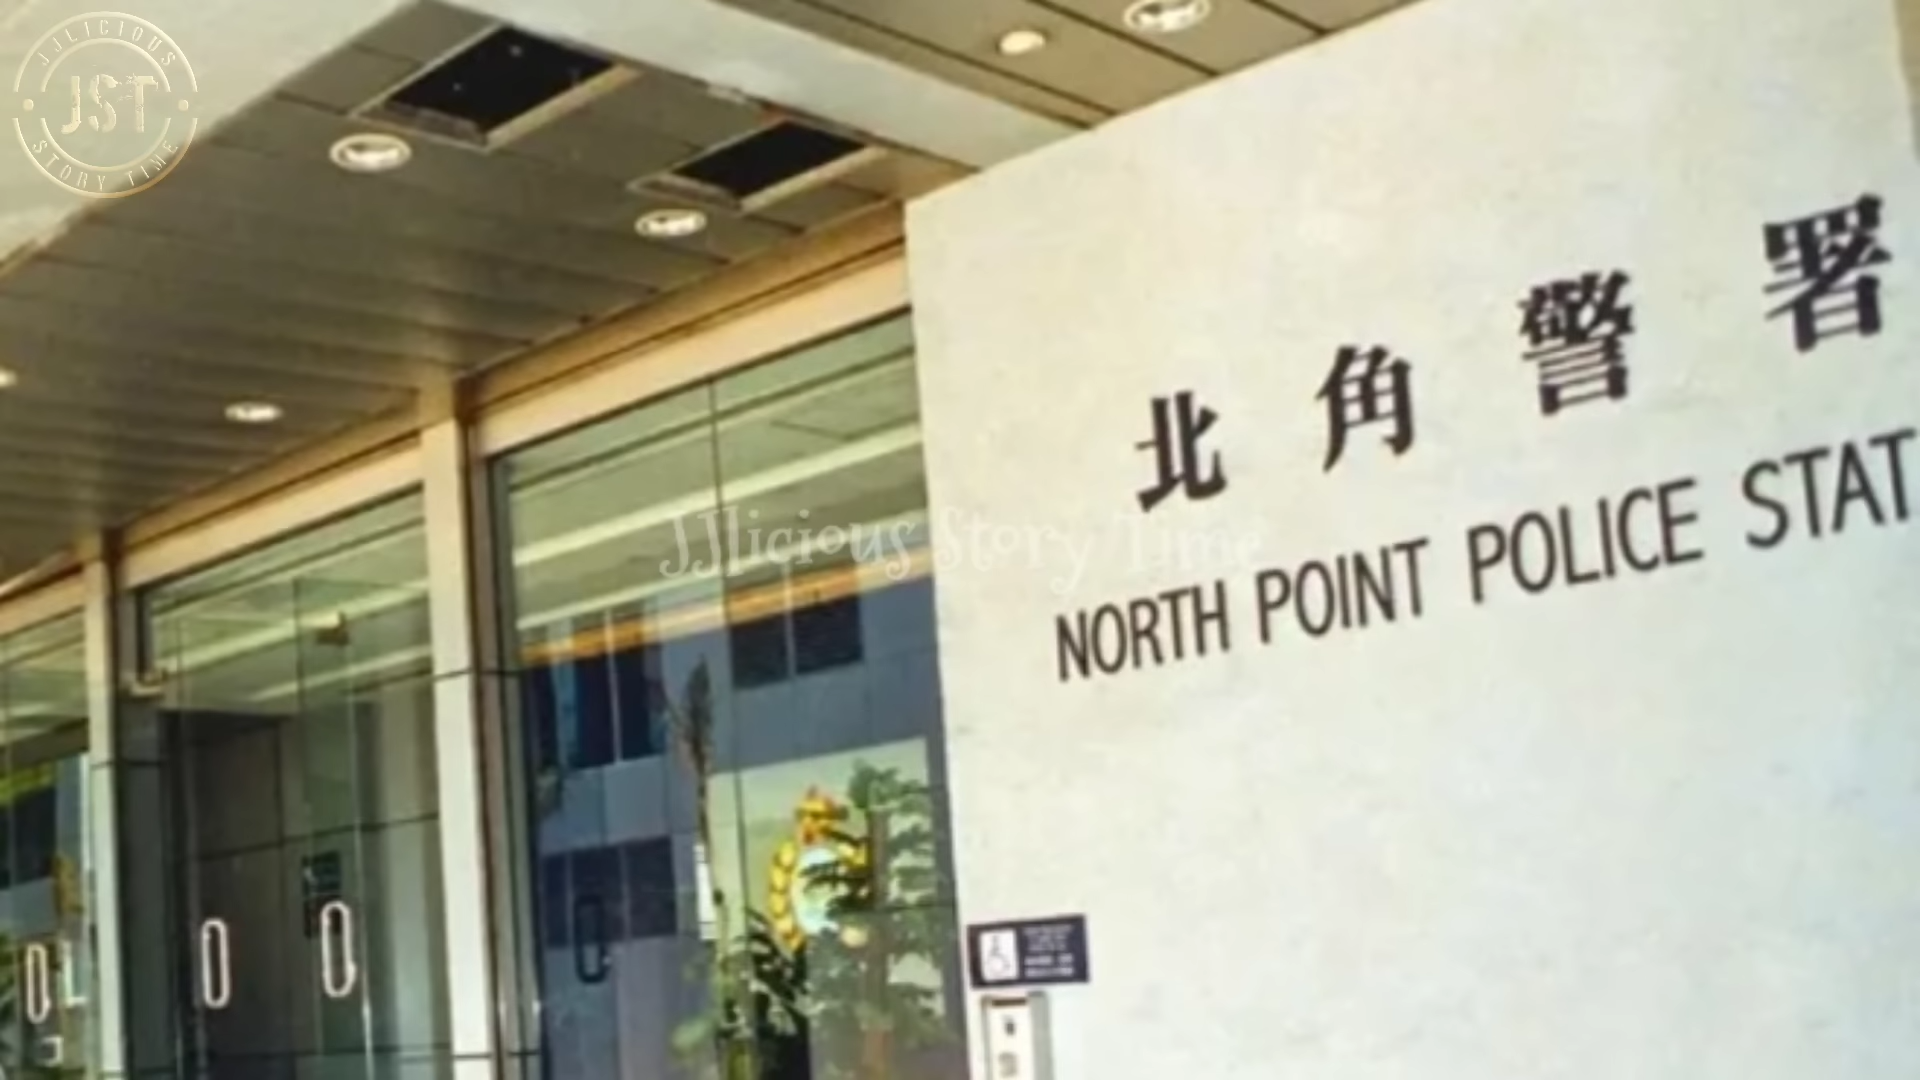 JJLICIOUS
JST
STORY TIME
北角警署
NORTH POINT POLICE STAT
JJlicious Story Time